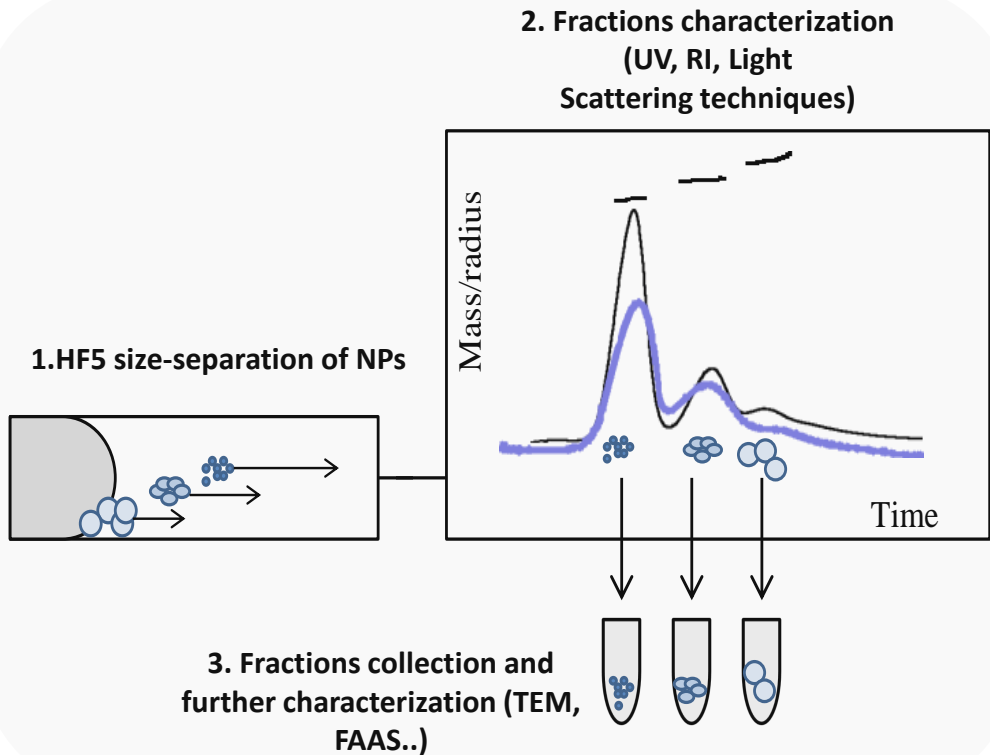 2. Fractions characterization
(UV, RI, Light
Scattering techniques)
Mass/radius
1.HF5 size-separation of NPs
Time
3. Fractions collection and
further characterization (TEM,
FAAS..)